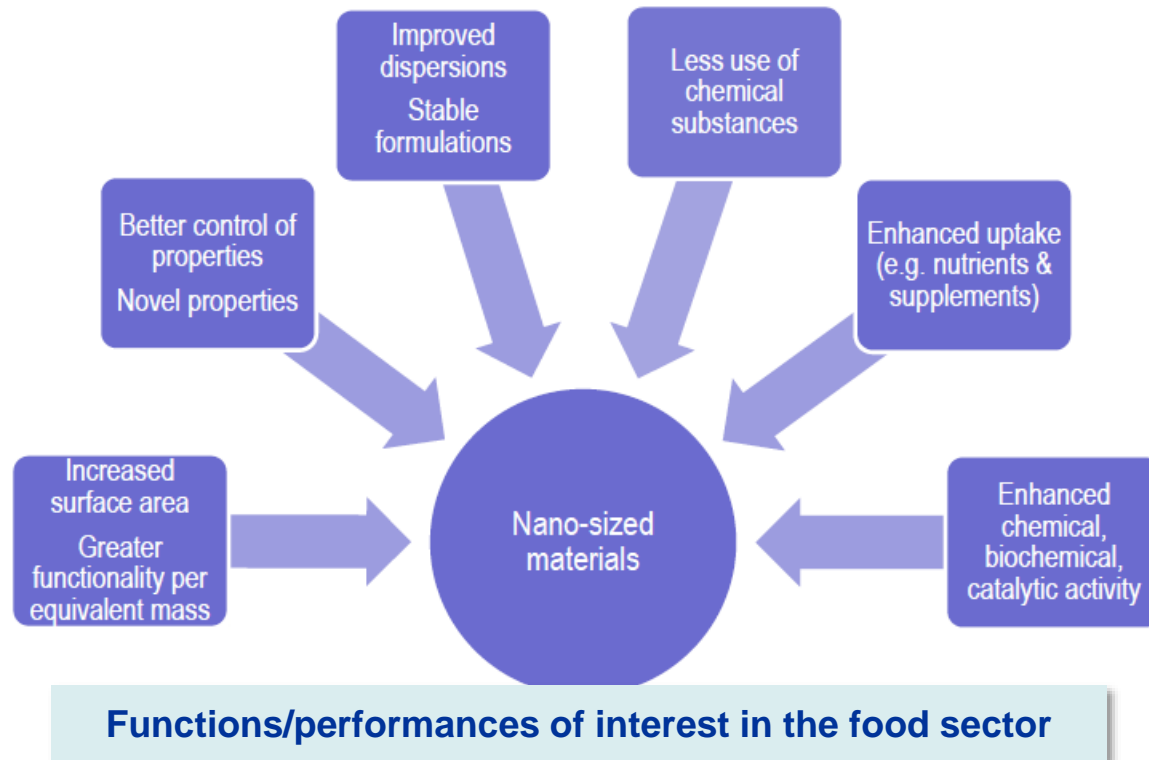 Improved
dispersions
Stable
formulations
Less use of
chemical
substances
Better control of
properties
Novel properties
Enhanced uptake
(e.g. nutrients &
supplements)
Increased
surface area
Greater
functionality per
equivalent mass
Nano-sized
materials
Enhanced
chemical,
biochemical,
catalytic activity
Functions/performances of interest in the food sector